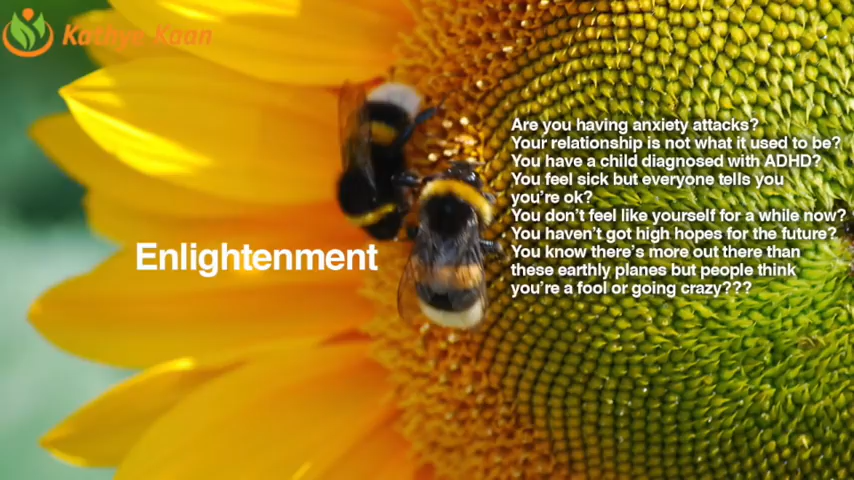 Kathya Kaan
Enlightenment
Are you having anxiety attacks?
Your relationship is not what it used to be?
You have a child diagnosed with ADHD?
You feel sick but everyone tells you
you're ok?
You don't feel like yourself for a while now?
You haven't got high hopes for the future?
You know there's more out there than
these earthly planes but people think
you're a fool or going crazy???